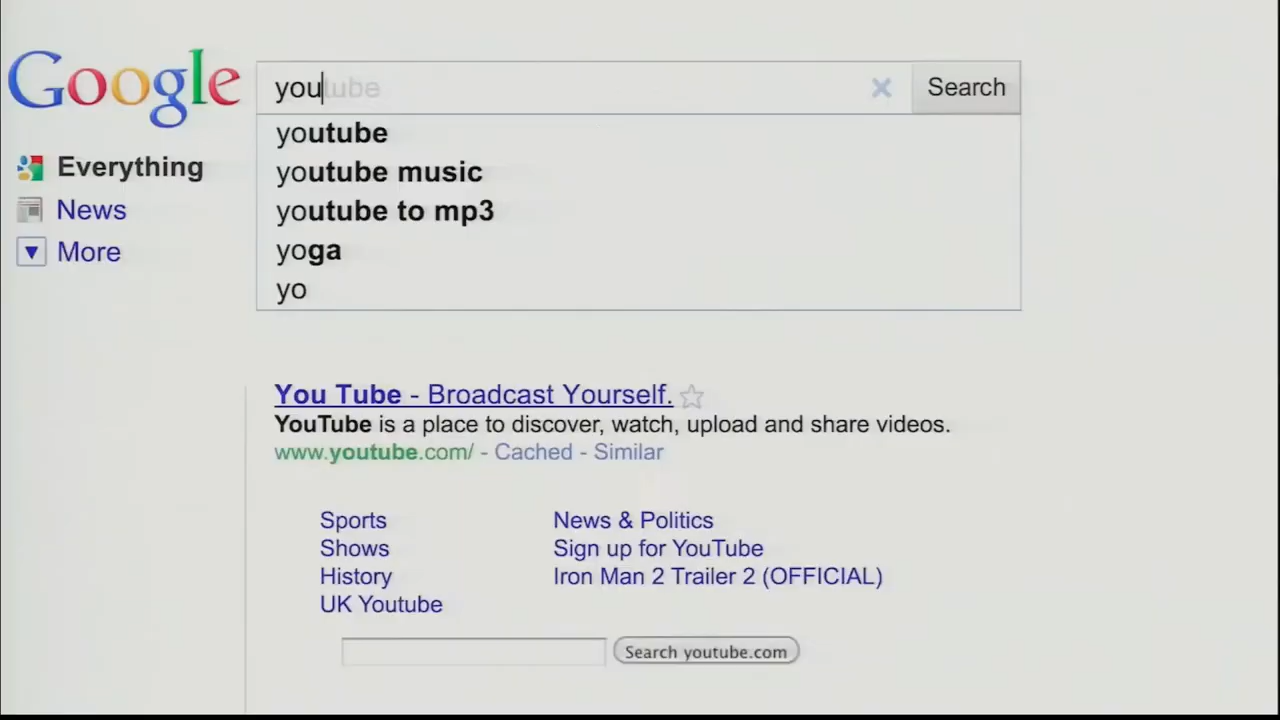 Google
youtube
Search
youtube
youtube music
youtube to mp3
yoga
yo
Everything
News
More
You Tube - Broadcast Yourself.
YouTube is a place to discover, watch, upload and share videos.
www.youtube.com/ - Cached - Similar
Sports
News & Politics
Shows
Sign up for YouTube
History
Iron Man 2 Trailer 2 (OFFICIAL)
UK Youtube
Search youtube.com